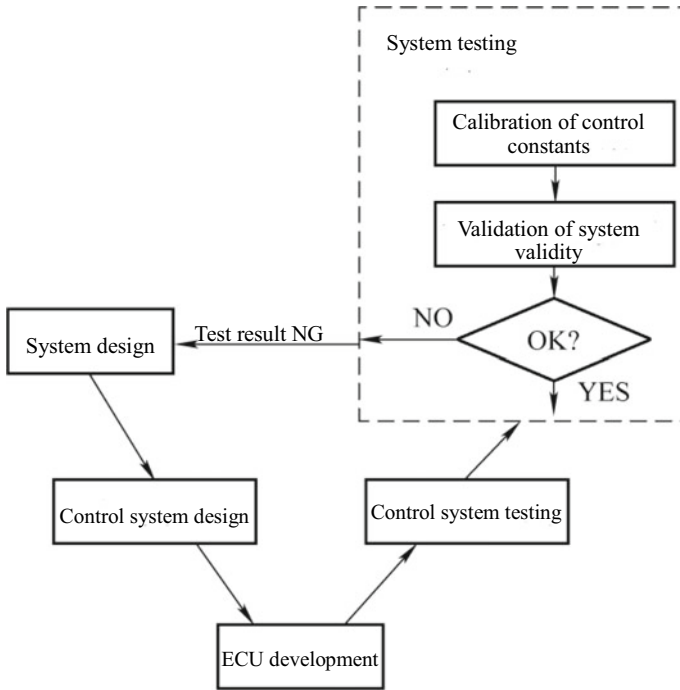 System testing
Calibration of control
constants
Validation of system
validity
OK?
NO
YES
Test result NG
System design
Control system design
Control system testing
ECU development